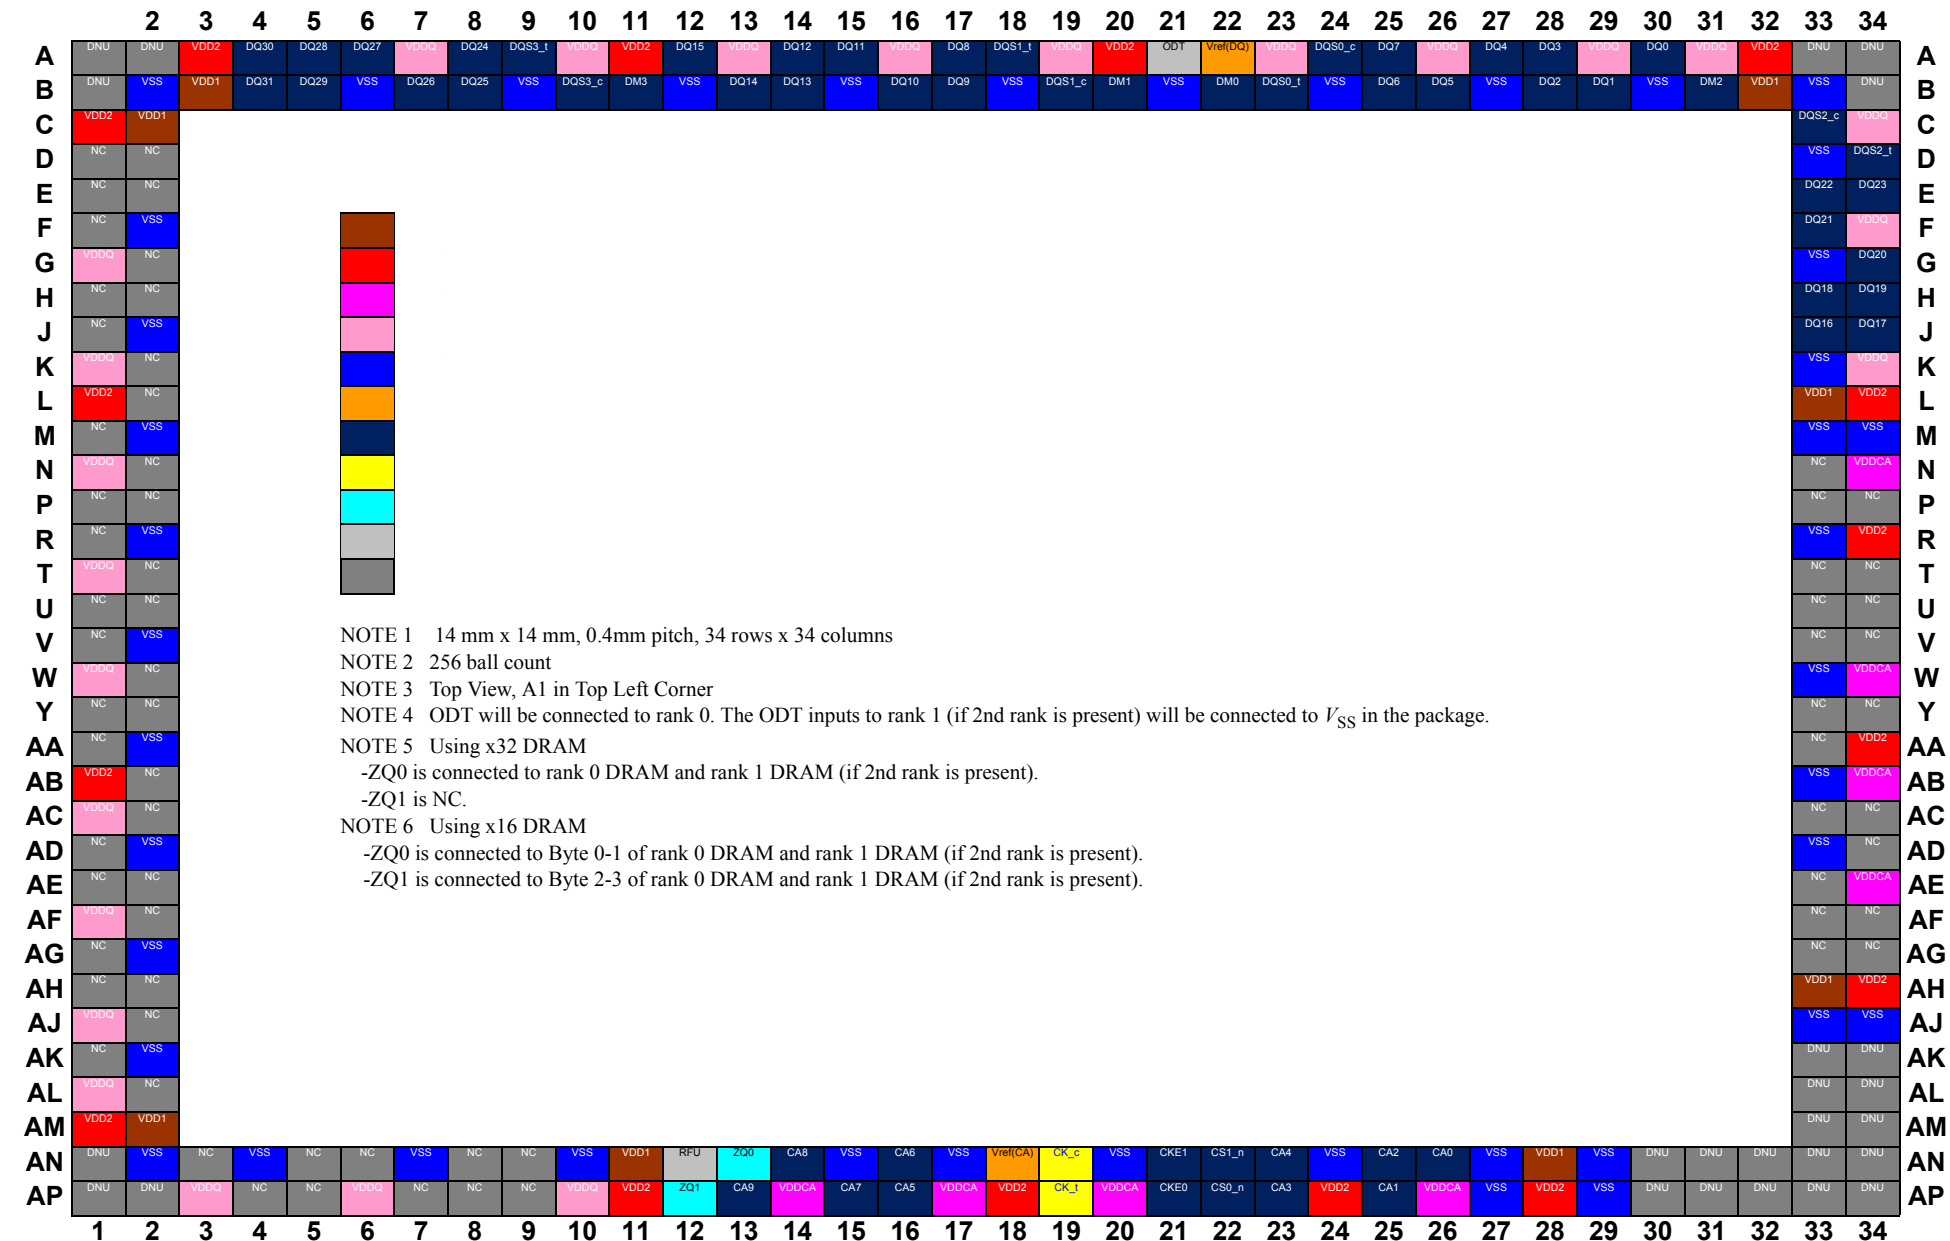 2 3 4 5 6 7 8 9 10 11 12 13 14 15 16 17 18 19 20 21 22 23 24 25 26 27 28 29 30 31 32 33 34
A DNU DNU VDD2 DQ30 DQ28 DQ27 VDDQ DQ24 DQS3_t VDDQ VDD2 DQ15 VDDQ DQ12 DQ11 VDDQ DQ8 DQS1_t VDDQ VDD2 ODT Vref(DQ) VDDQ DQS0_c DQ7 VDDQ DQ4 DQ3 VDDQ DQ0 VDDQ VDD2 DNU DNU A
B DNU VSS VDD1 DQ31 DQ29 VSS DQ26 DQ25 VSS DQS3_c DM3 VSS DQ14 DQ13 VSS DQ10 DQ9 VSS DQS1_c DM1 VSS DM0 DQS0_t VSS DQ6 DQ5 VSS DQ2 DQ1 VSS DM2 VDD1 VSS DNU B
C VDD2 VDD1 DQS2_c VDDQ C
D NC NC VSS DQS2_t D
E NC NC DQ22 DQ23 E
F NC VSS DQ21 VDDQ F
G VDDQ NC VSS DQ20 G
H NC NC DQ18 DQ19 H
J NC VSS DQ16 DQ17 J
K VDDQ NC VSS VDDQ K
L VDD2 NC VDD1 VDD2 L
M NC VSS VSS VSS M
N VDDQ NC NC VDDCA N
P NC NC NC NC P
R NC VSS VSS VDD2 R
T VDDQ NC NC NC T
U NC NC NC NC U
V NC VSS NC NC V
W VDDQ NC VSS VDDCA W
Y NC NC NC NC Y
AA NC VSS NC VDD2 AA
AB VDD2 NC VSS VDDCA AB
AC VDDQ NC NC NC AC
AD NC VSS VSS NC AD
AE NC NC NC VDDCA AE
AF VDDQ NC NC NC AF
AG NC VSS NC NC AG
AH NC NC VDD1 VDD2 AH
AJ VDDQ NC VSS VSS AJ
AK NC VSS DNU DNU AK
AL VDDQ NC DNU DNU AL
AM VDD2 VDD1 DNU DNU AM
NOTE 1 14 mm x 14 mm, 0.4mm pitch, 34 rows x 34 columns
NOTE 2 256 ball count
NOTE 3 Top View, A1 in Top Left Corner
NOTE 4 ODT will be connected to rank 0. The ODT inputs to rank 1 (if 2nd rank is present) will be connected to VSS in the package.
NOTE 5 Using x32 DRAM
-ZQ0 is connected to rank 0 DRAM and rank 1 DRAM (if 2nd rank is present).
-ZQ1 is NC.
NOTE 6 Using x16 DRAM
-ZQ0 is connected to Byte 0-1 of rank 0 DRAM and rank 1 DRAM (if 2nd rank is present).
-ZQ1 is connected to Byte 2-3 of rank 0 DRAM and rank 1 DRAM (if 2nd rank is present).
AN DNU VSS NC VSS NC NC VSS NC NC VSS VDD1 RFU ZQ0 CA8 VSS CA6 VSS Vref(CA) CK_c VSS CKE1 CS1_n CA4 VSS CA2 CA0 VSS VDD1 VSS DNU DNU DNU DNU DNU AN
AP DNU DNU VDDQ NC NC VDDQ NC NC NC VDDQ VDD2 ZQ1 CA9 VDDCA CA7 CA5 VDDCA VDD2 CK_t VDDCA CKE0 CS0_n CA3 VDD2 CA1 VDDCA VSS VDD2 VSS DNU DNU DNU DNU DNU AP
1 2 3 4 5 6 7 8 9 10 11 12 13 14 15 16 17 18 19 20 21 22 23 24 25 26 27 28 29 30 31 32 33 34